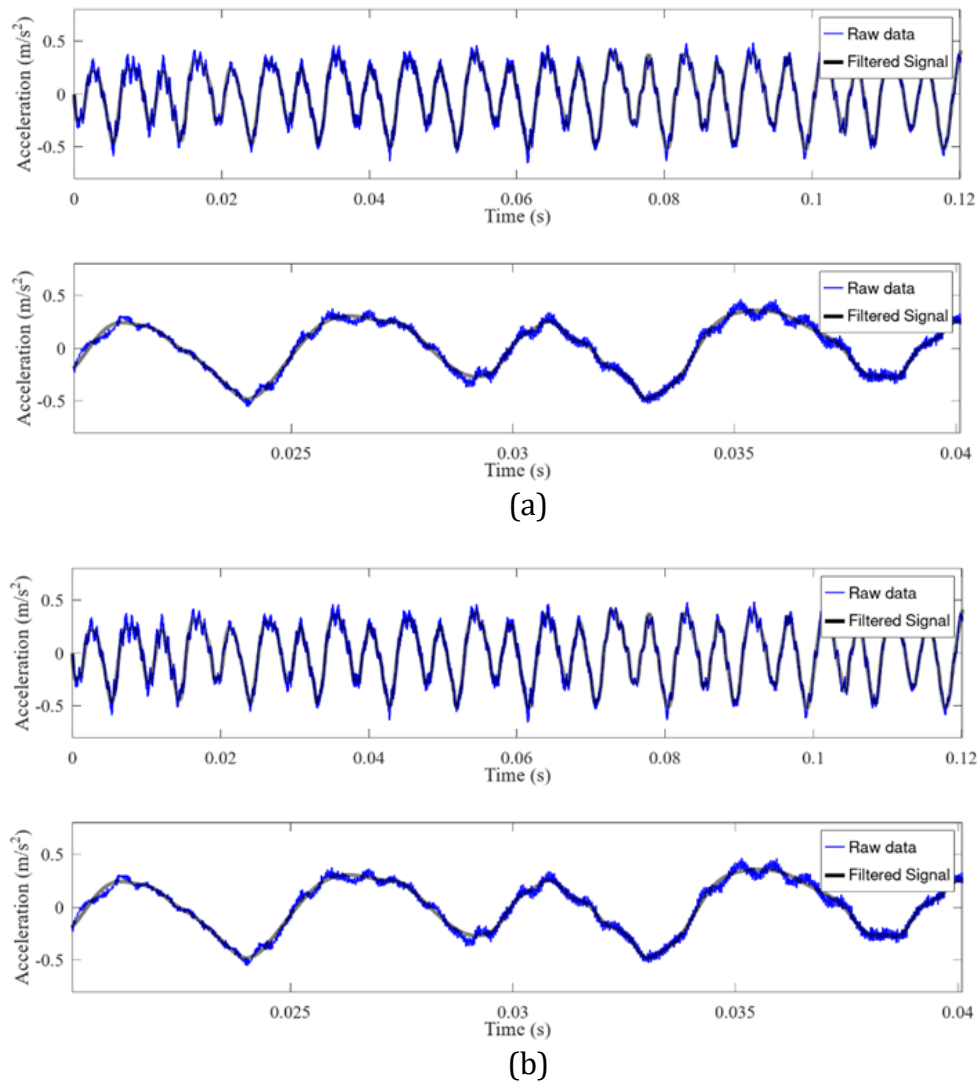 Acceleration (m/s²)
0.5
0
-0.5
Raw data
Filtered Signal
0 0.02 0.04 0.06 0.08 0.1 0.12
Time (s)
Acceleration (m/s²)
0.5
0
-0.5
Raw data
Filtered Signal
0.025 0.03 0.035 0.04
Time (s)
(a)
Acceleration (m/s²)
0.5
0
-0.5
Raw data
Filtered Signal
0 0.02 0.04 0.06 0.08 0.1 0.12
Time (s)
Acceleration (m/s²)
0.5
0
-0.5
Raw data
Filtered Signal
0.025 0.03 0.035 0.04
Time (s)
(b)